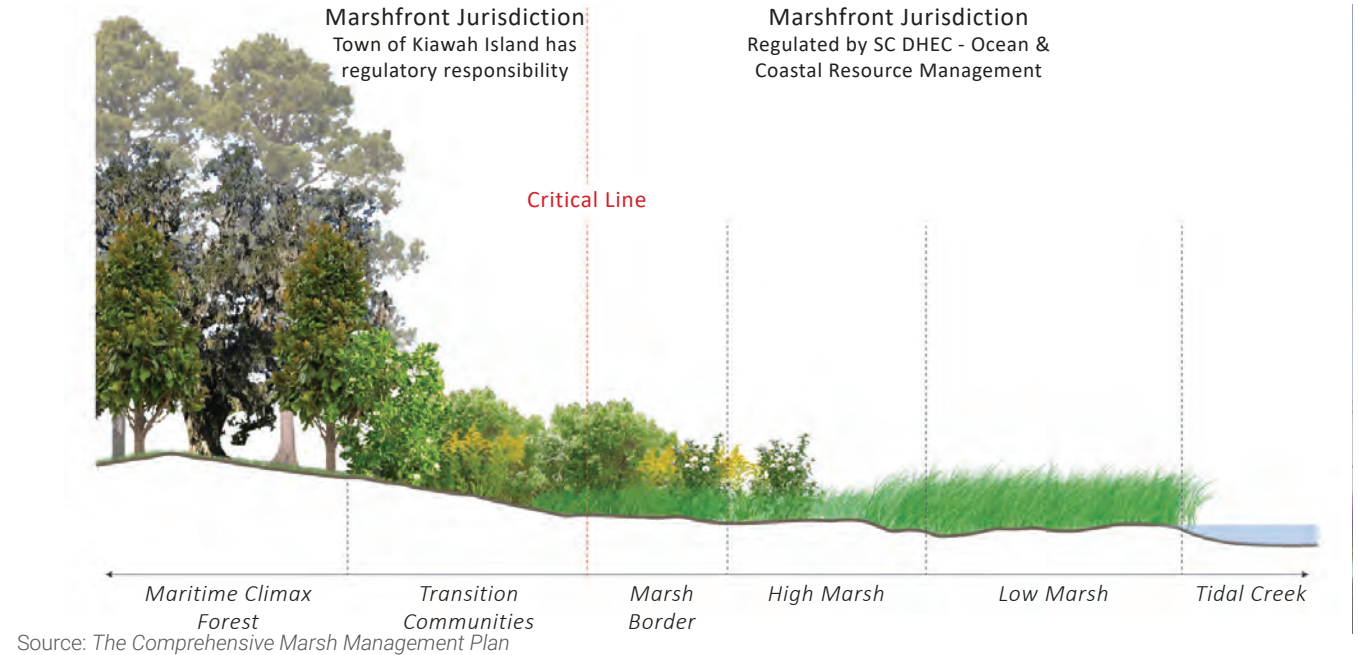 Marshfront Jurisdiction
Town of Kiawah Island has
regulatory responsibility
Marshfront Jurisdiction
Regulated by SC DHEC - Ocean &
Coastal Resource Management
Critical Line
Maritime Climax
Forest
Transition
Communities
Marsh
Border
High Marsh
Low Marsh
Tidal Creek
Source: The Comprehensive Marsh Management Plan